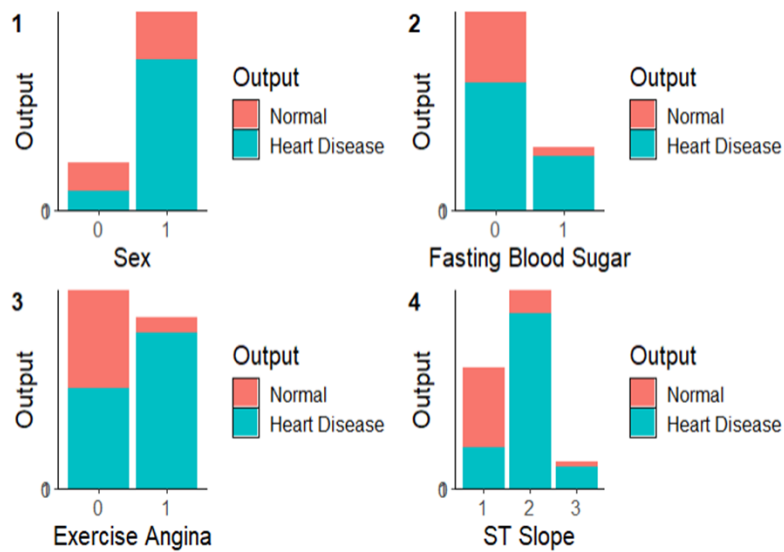 1
Output
0
0
1
Sex
Output
Normal
Heart Disease
2
Output
0
0
1
Fasting Blood Sugar
Output
Normal
Heart Disease
3
Output
0
0
1
Exercise Angina
Output
Normal
Heart Disease
4
Output
0
1
2
3
ST Slope
Output
Normal
Heart Disease